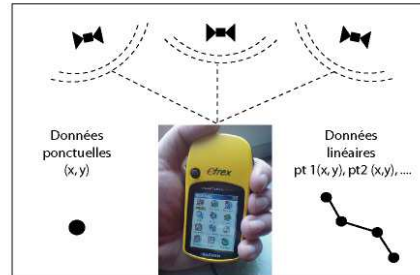 Données
ponctuelles
(x, y)
etrex
Données
linéaires
pt 1(x, y), pt2 (x,y), ....